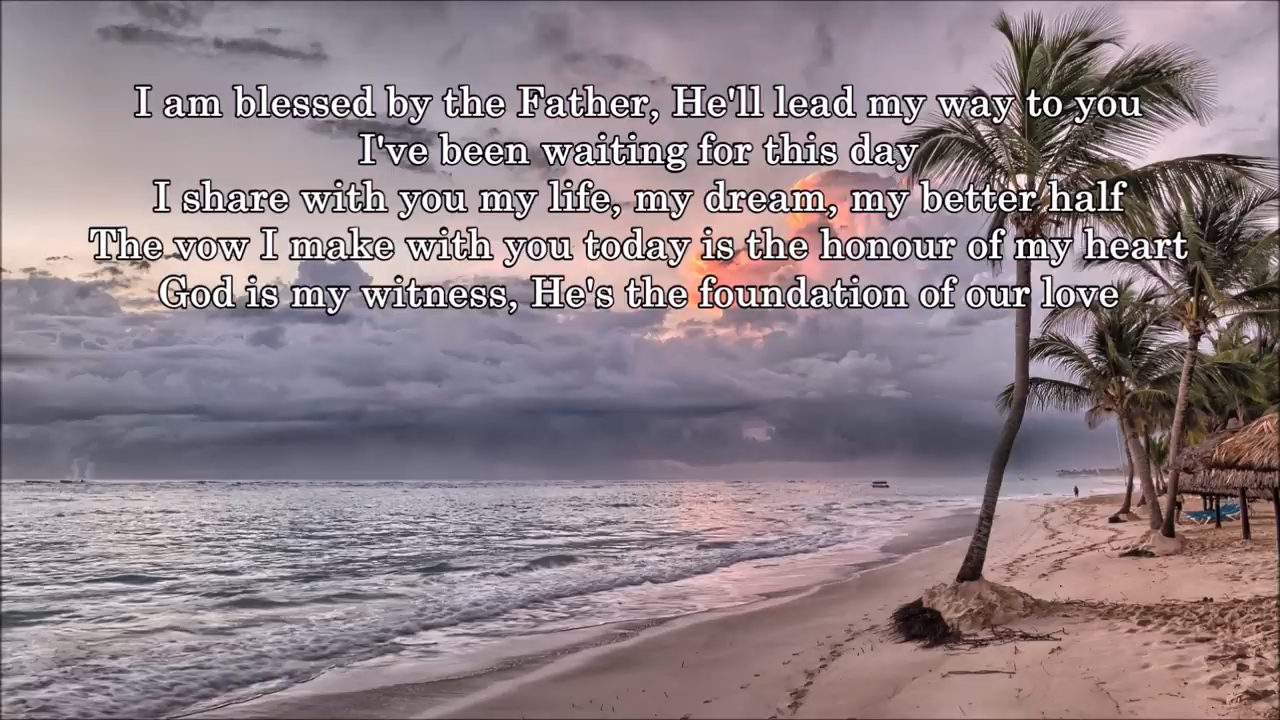 I am blessed by the Father, He'll lead my way to you
I've been waiting for this day
I share with you my life, my dream, my better half
The vow I make with you today is the honour of my heart
God is my witness, He's the foundation of our love